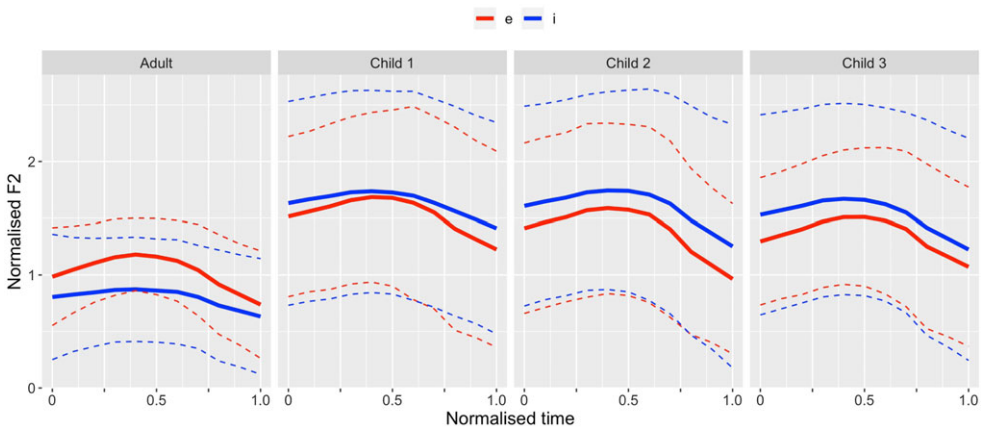 e i
Adult Child 1 Child 2 Child 3
Normalised F2
2
1
0
0 0.5 1.0 0 0.5 1.0 0 0.5 1.0 0 0.5 1.0
Normalised time